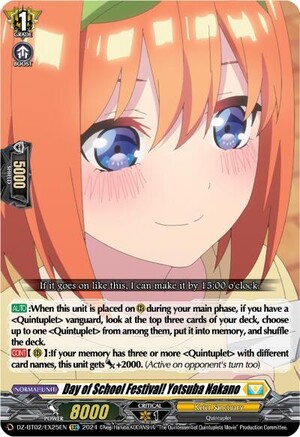 1
GRADE
BOOST
5000
SHIELD
If it goes on like this, I can make it by 15:00 o'clock.
AUTO :When this unit is placed on R during your main phase, if you have a
<Quintuplet> vanguard, look at the top three cards of your deck, choose
up to one <Quintuplet> from among them, put it into memory, and shuffle
the deck.
CONT R 1:If your memory has three or more <Quintuplet> with different
card names, this unit gets +2000. (Active on opponent's turn too)
NORMAL UNIT
Day of School Festival! Yotsuba Nakano
POWER
8000
CRITICAL
1
Keter Sanctuary
Quintuplet
DZ-BT02/EX25EN
2024